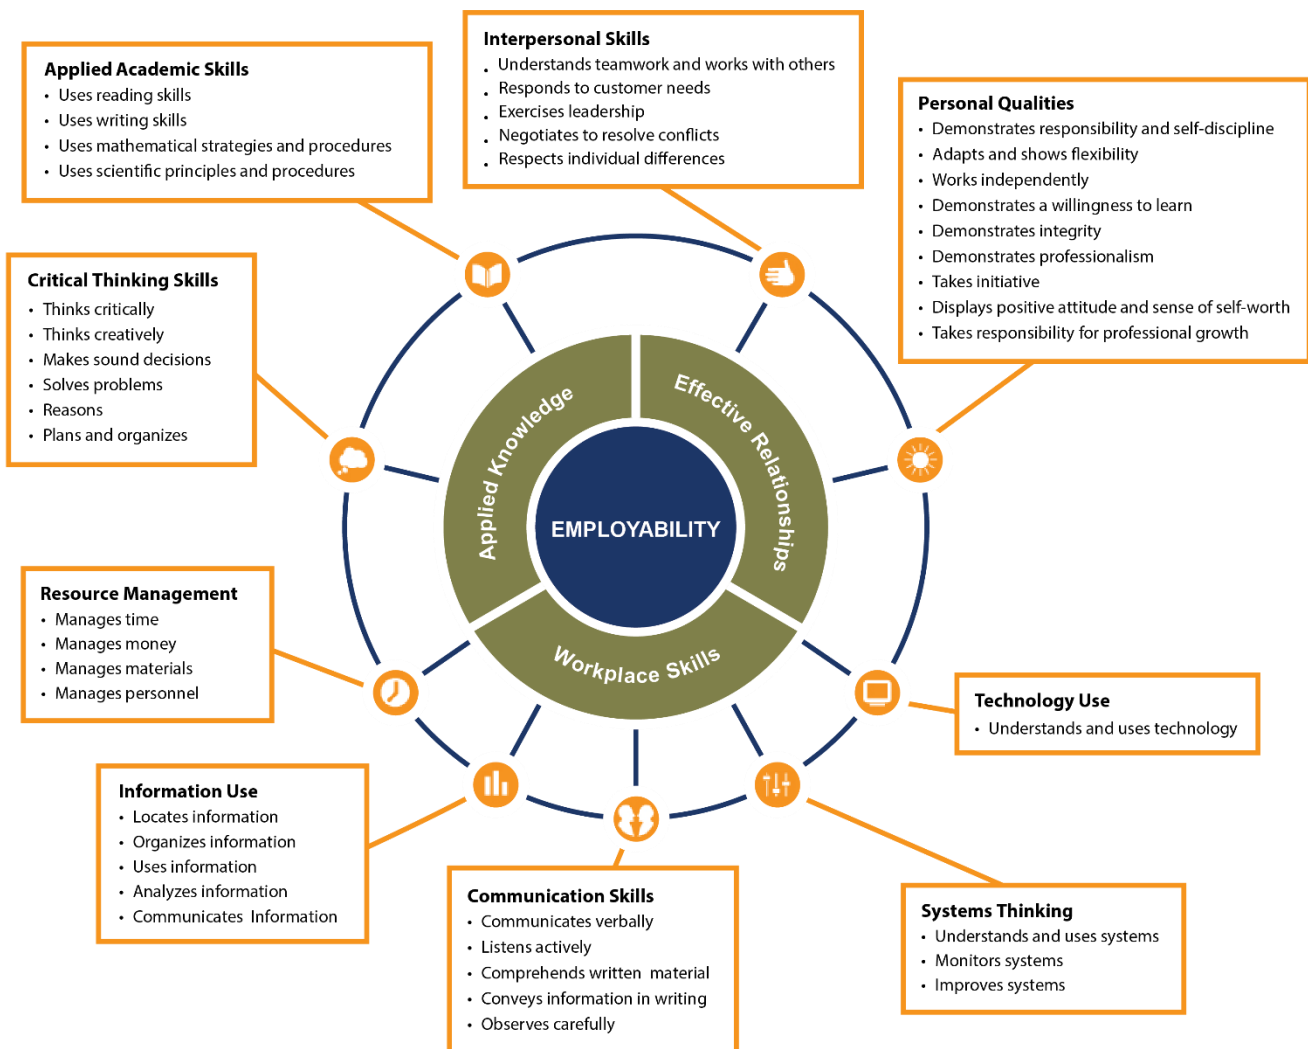 Applied Academic Skills
• Uses reading skills
• Uses writing skills
• Uses mathematical strategies and procedures
• Uses scientific principles and procedures
Interpersonal Skills
• Understands teamwork and works with others
• Responds to customer needs
• Exercises leadership
• Negotiates to resolve conflicts
• Respects individual differences
Personal Qualities
• Demonstrates responsibility and self-discipline
• Adapts and shows flexibility
• Works independently
• Demonstrates a willingness to learn
• Demonstrates integrity
• Demonstrates professionalism
• Takes initiative
• Displays positive attitude and sense of self-worth
• Takes responsibility for professional growth
Critical Thinking Skills
• Thinks critically
• Thinks creatively
• Makes sound decisions
• Solves problems
• Reasons
• Plans and organizes
Applied Knowledge
Effective Relationships
EMPLOYABILITY
Workplace Skills
Resource Management
• Manages time
• Manages money
• Manages materials
• Manages personnel
Technology Use
• Understands and uses technology
Information Use
• Locates information
• Organizes information
• Uses information
• Analyzes information
• Communicates Information
Communication Skills
• Communicates verbally
• Listens actively
• Comprehends written material
• Conveys information in writing
• Observes carefully
Systems Thinking
• Understands and uses systems
• Monitors systems
• Improves systems